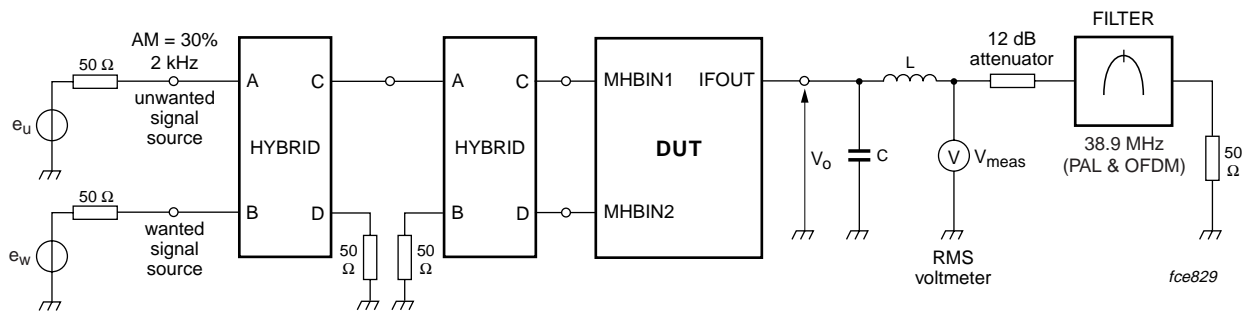 AM = 30%
2 kHz
50 Ω
unwanted
signal
source
e_u
50 Ω
wanted
signal
source
e_w
A
C
HYBRID
B
D
50
Ω
50
Ω
A
C
HYBRID
B
D
MHBIN1
IFOUT
DUT
MHBIN2
V_o
C
L
V
V_meas
RMS
voltmeter
12 dB
attenuator
FILTER
38.9 MHz
(PAL & OFDM)
50
Ω
fce829